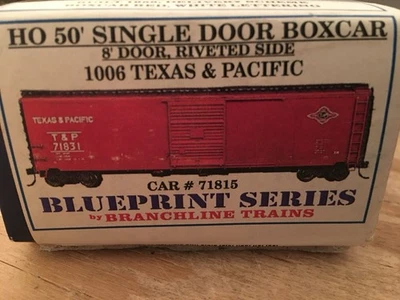 HO 50' SINGLE DOOR BOXCAR
8' DOOR, RIVETED SIDE
1006 TEXAS & PACIFIC
TEXAS & PACIFIC
T & P
71831
CAR # 71815
BLUEPRINT SERIES
by BRANCHLINE TRAINS